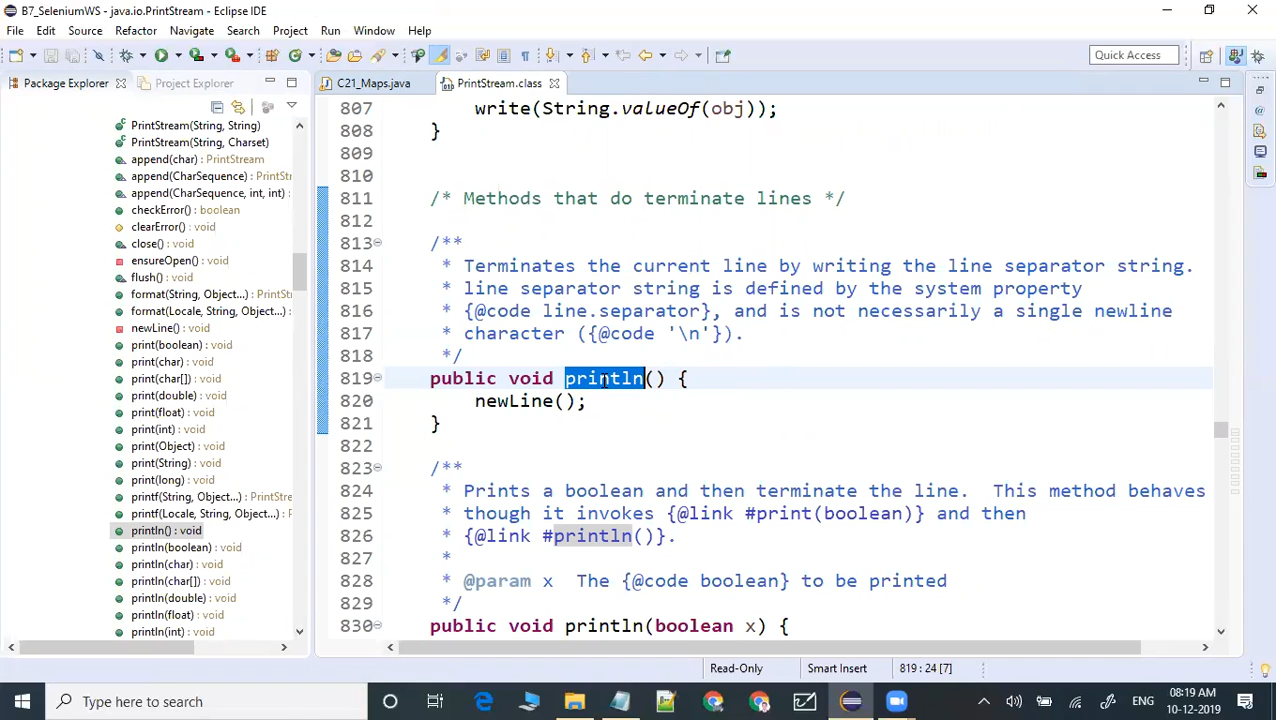 B7_SeleniumWS - java.io.PrintStream - Eclipse IDE
File Edit Source Refactor Navigate Search Project Run Window Help
Quick Access
Package Explorer Project Explorer
C21_Maps.java PrintStream.class
PrintStream(String, String)
PrintStream(String, Charset)
append(char) : PrintStream
append(CharSequence) : PrintStream
append(CharSequence, int, int) :
checkError() : boolean
clearError() : void
close() : void
ensureOpen() : void
flush() : void
format(String, Object...) : PrintSt
format(Locale, String, Object...) :
newLine() : void
print(boolean) : void
print(char) : void
print(char[]) : void
print(double) : void
print(float) : void
print(int) : void
print(Object) : void
print(String) : void
print(long) : void
printf(String, Object...) : PrintStre
printf(Locale, String, Object...) :
println() : void
println(boolean) : void
println(char) : void
println(char[]) : void
println(double) : void
println(float) : void
println(int) : void
807 write(String.valueOf(obj));
808 }
809
810
811 /* Methods that do terminate lines */
812
813 /**
814 * Terminates the current line by writing the line separator string.
815 * line separator string is defined by the system property
816 * {@code line.separator}, and is not necessarily a single newline
817 * character ({@code '\n'}).
818 */
819 public void println() {
820 newLine();
821 }
822
823 /**
824 * Prints a boolean and then terminate the line. This method behaves
825 * though it invokes {@link #print(boolean)} and then
826 * {@link #println()}.
827 *
828 * @param x The {@code boolean} to be printed
829 */
830 public void println(boolean x) {
Read-Only Smart Insert 819 : 24 [7]
Type here to search
ENG
08:19 AM
10-12-2019